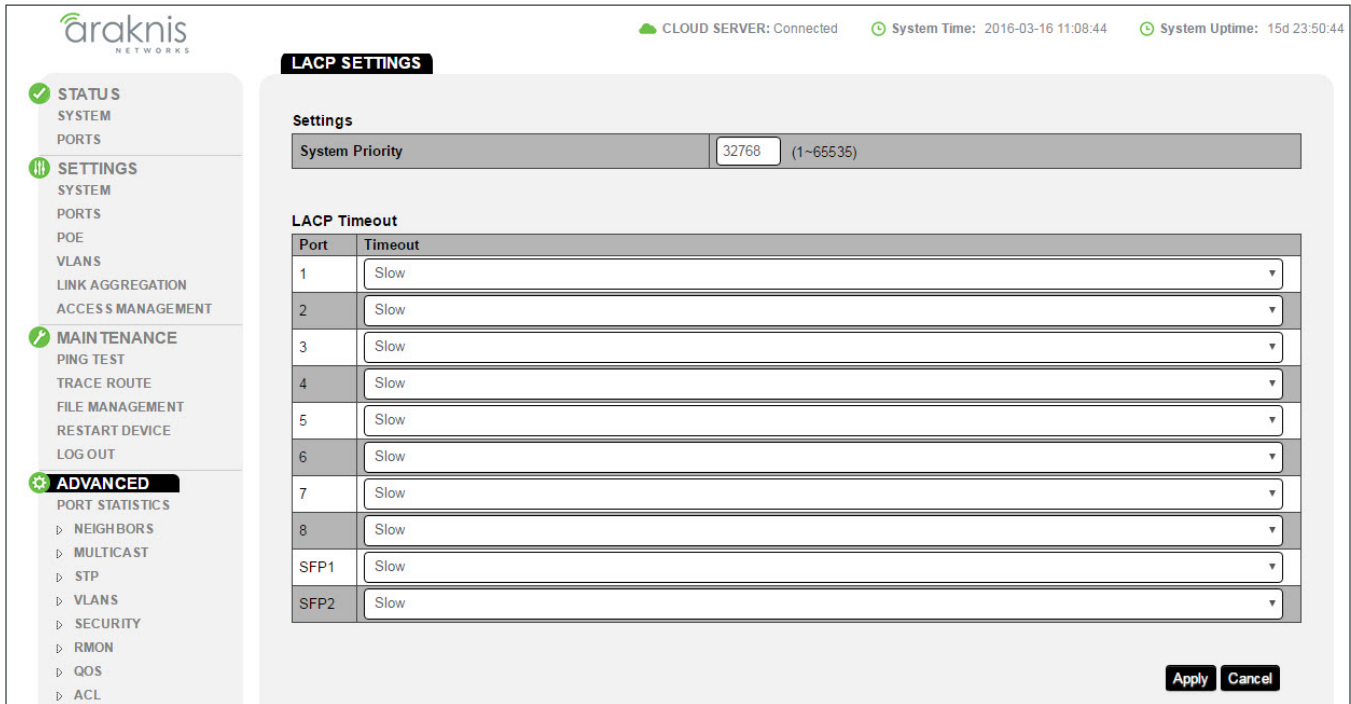 araknis
NETWORKS
CLOUD SERVER: Connected
System Time: 2016-03-16 11:08:44
System Uptime: 15d 23:50:44
STATUS
SYSTEM
PORTS
SETTINGS
SYSTEM
PORTS
POE
VLANS
LINK AGGREGATION
ACCESS MANAGEMENT
MAINTENANCE
PING TEST
TRACE ROUTE
FILE MANAGEMENT
RESTART DEVICE
LOG OUT
ADVANCED
PORT STATISTICS
NEIGHBORS
MULTICAST
STP
VLANS
SECURITY
RMON
QOS
ACL
LACP SETTINGS
Settings
System Priority 32768 (1~65535)
LACP Timeout
Port Timeout
1 Slow
2 Slow
3 Slow
4 Slow
5 Slow
6 Slow
7 Slow
8 Slow
SFP1 Slow
SFP2 Slow
Apply Cancel